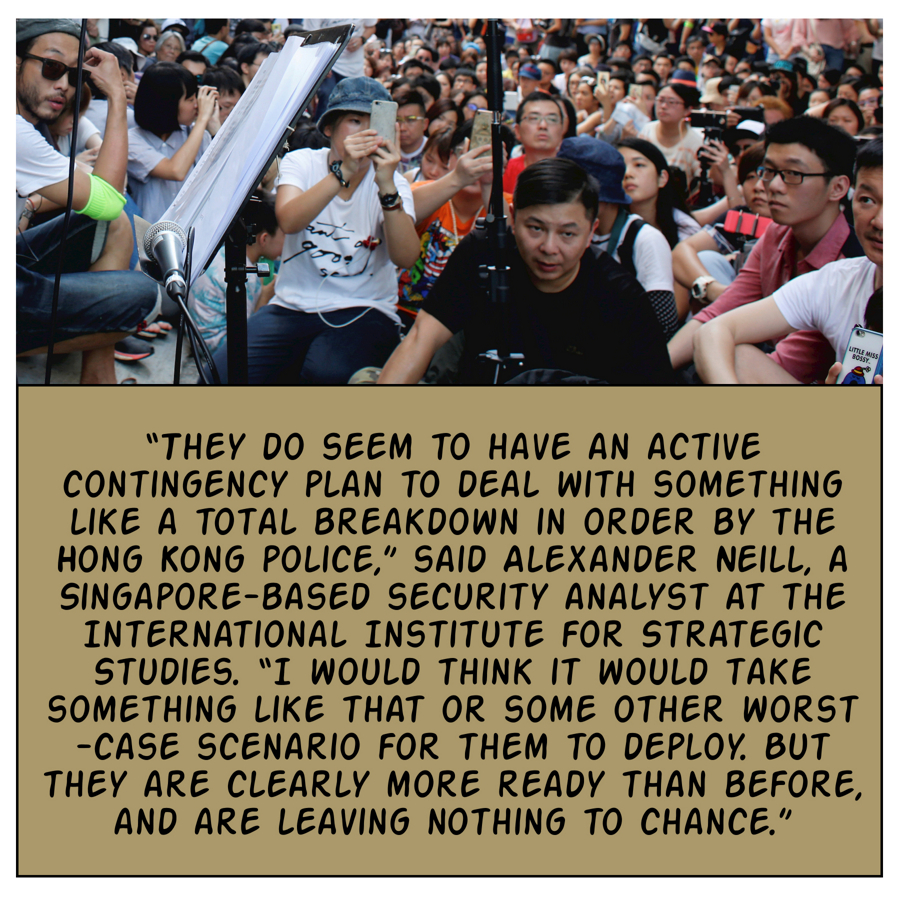 LITTLE MISS
BOSSY.
“THEY DO SEEM TO HAVE AN ACTIVE
CONTINGENCY PLAN TO DEAL WITH SOMETHING
LIKE A TOTAL BREAKDOWN IN ORDER BY THE
HONG KONG POLICE,” SAID ALEXANDER NEILL, A
SINGAPORE-BASED SECURITY ANALYST AT THE
INTERNATIONAL INSTITUTE FOR STRATEGIC
STUDIES. “I WOULD THINK IT WOULD TAKE
SOMETHING LIKE THAT OR SOME OTHER WORST
-CASE SCENARIO FOR THEM TO DEPLOY. BUT
THEY ARE CLEARLY MORE READY THAN BEFORE,
AND ARE LEAVING NOTHING TO CHANCE.”